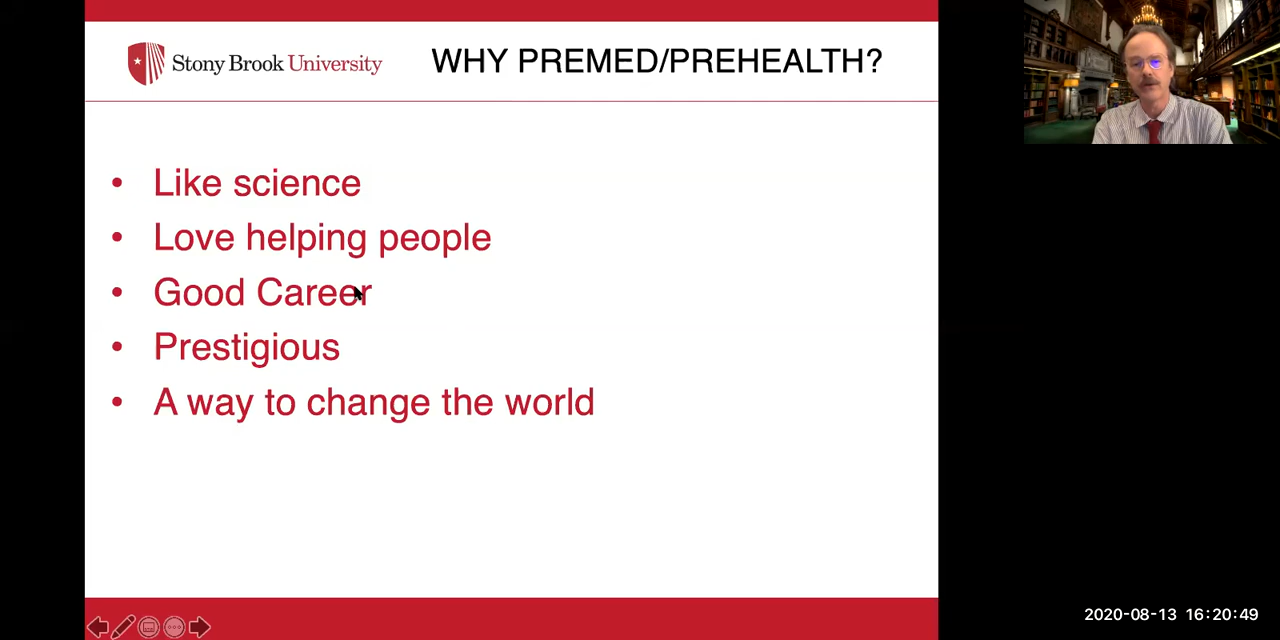 Stony Brook University
WHY PREMED/PREHEALTH?
• Like science
• Love helping people
• Good Career
• Prestigious
• A way to change the world
2020-08-13 16:20:49